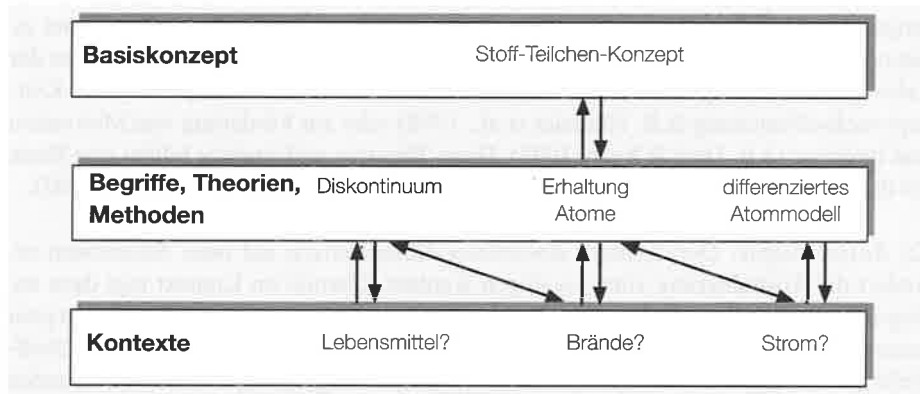 Basiskonzept
Stoff-Teilchen-Konzept
Begriffe, Theorien,
Methoden
Diskontinuum
Erhaltung
Atome
differenziertes
Atommodell
Kontexte
Lebensmittel?
Brände?
Strom?